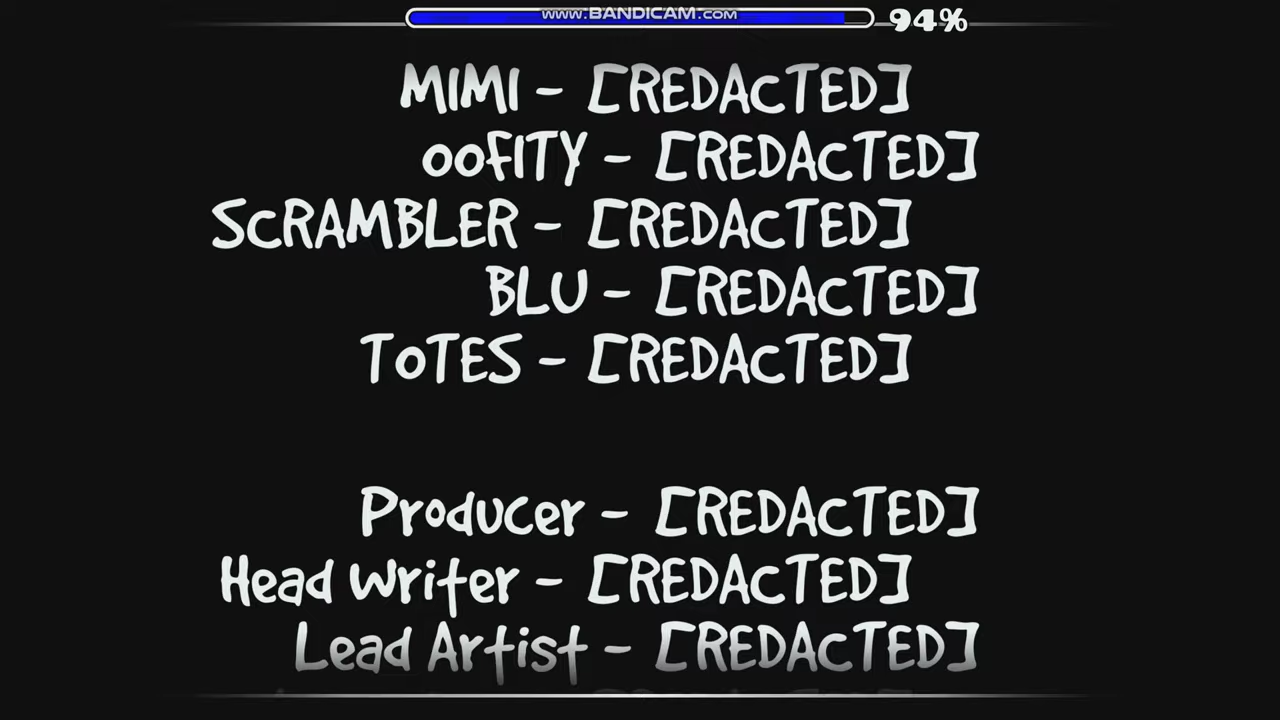 www.BANDICAM.com
94%
MIMI - [REDACTED]
OOFITY - [REDACTED]
SCRAMBLER - [REDACTED]
BLU - [REDACTED]
TOTES - [REDACTED]
Producer - [REDACTED]
Head Writer - [REDACTED]
Lead Artist - [REDACTED]